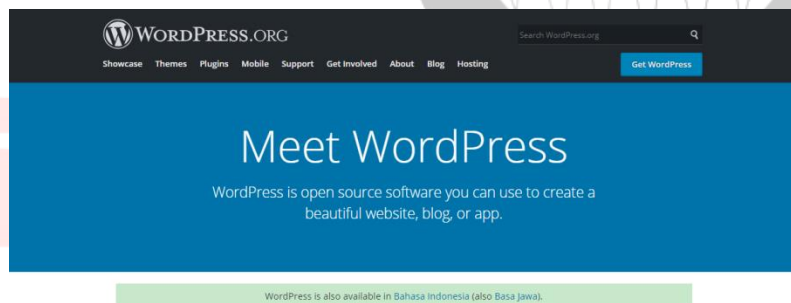 WORDPRESS.ORG
Search WordPress.org
Showcase Themes Plugins Mobile Support Get Involved About Blog Hosting
Get WordPress
Meet WordPress
WordPress is open source software you can use to create a
beautiful website, blog, or app.
WordPress is also available in Bahasa Indonesia (also Basa Jawa).